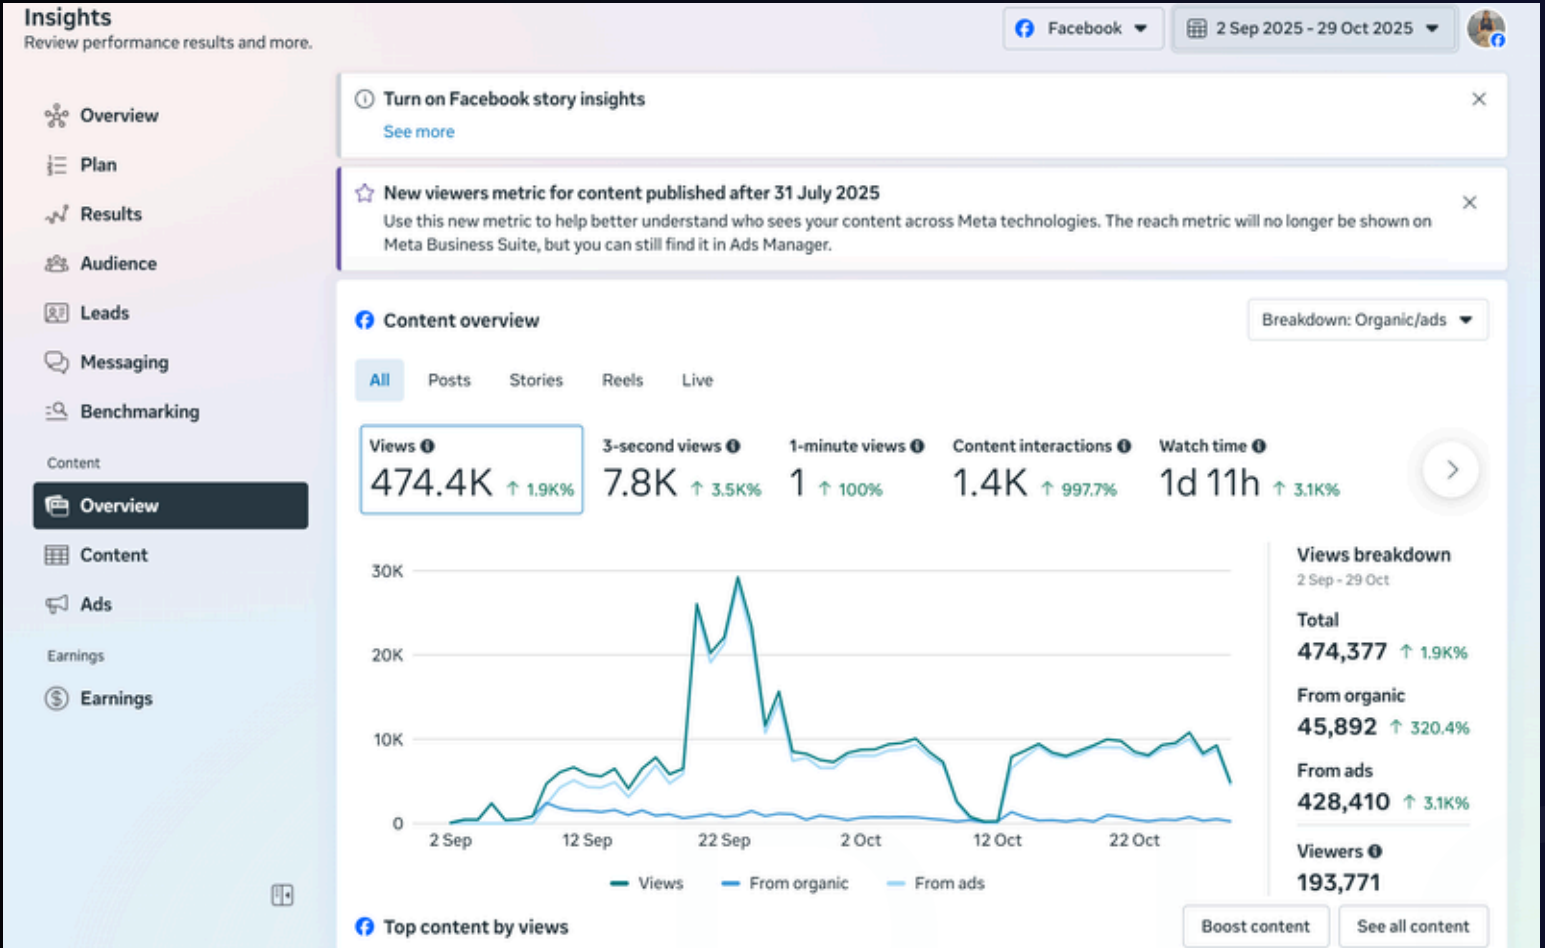 Insights
Review performance results and more.
Facebook
2 Sep 2025 - 29 Oct 2025
Overview
Plan
Results
Audience
Leads
Messaging
Benchmarking
Content
Overview
Content
Ads
Earnings
Earnings
Turn on Facebook story insights
See more
New viewers metric for content published after 31 July 2025
Use this new metric to help better understand who sees your content across Meta technologies. The reach metric will no longer be shown on
Meta Business Suite, but you can still find it in Ads Manager.
Content overview
Breakdown: Organic/ads
All Posts Stories Reels Live
Views
474.4K ↑ 1.9K%
3-second views
7.8K ↑ 3.5K%
1-minute views
1 ↑ 100%
Content interactions
1.4K ↑ 997.7%
Watch time
1d 11h ↑ 3.1K%
30K
20K
10K
0
2 Sep 12 Sep 22 Sep 2 Oct 12 Oct 22 Oct
Views From organic From ads
Views breakdown
2 Sep - 29 Oct
Total
474,377 ↑ 1.9K%
From organic
45,892 ↑ 320.4%
From ads
428,410 ↑ 3.1K%
Viewers
193,771
Top content by views
Boost content
See all content